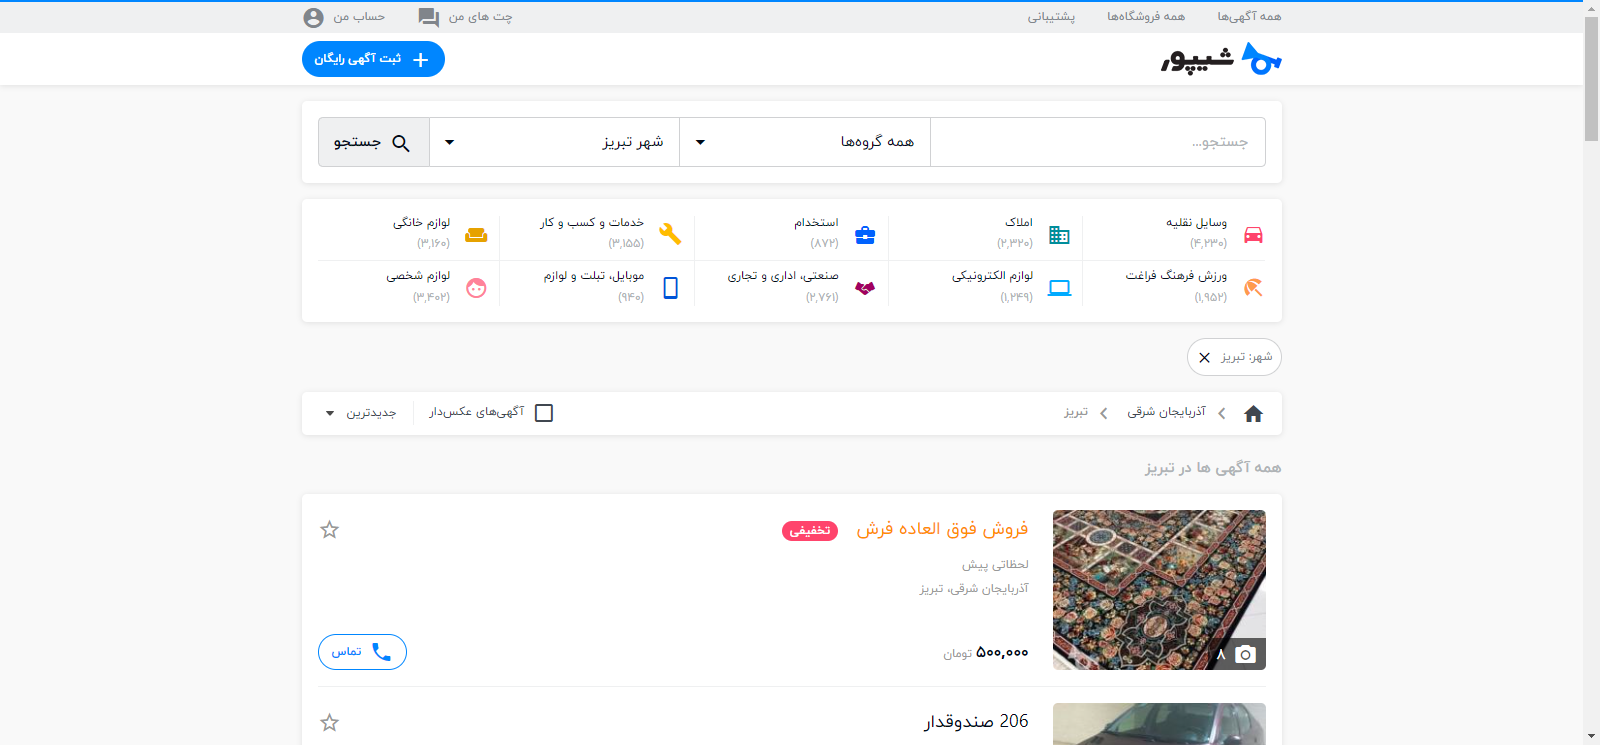 همه آگهی‌ها
همه فروشگاه‌ها
پشتیبانی
چت های من
حساب من
شیپور
ثبت آگهی رایگان
جستجو...
همه گروه‌ها
شهر تبریز
جستجو
وسایل نقلیه
(۴,۲۳۰)
املاک
(۲,۳۲۰)
استخدام
(۸۷۲)
خدمات و کسب و کار
(۳,۱۵۵)
لوازم خانگی
(۳,۱۶۰)
ورزش فرهنگ فراغت
(۱,۹۵۲)
لوازم الکترونیکی
(۱,۲۴۹)
صنعتی، اداری و تجاری
(۲,۷۶۱)
موبایل، تبلت و لوازم
(۹۴۰)
لوازم شخصی
(۳,۴۰۲)
شهر: تبریز
آذربایجان شرقی
تبریز
آگهی‌های عکس‌دار
جدیدترین
همه آگهی ها در تبریز
فروش فوق العاده فرش
تخفیفی
لحظاتی پیش
آذربایجان شرقی، تبریز
۵۰۰,۰۰۰ تومان
تماس
۸
206 صندوقدار